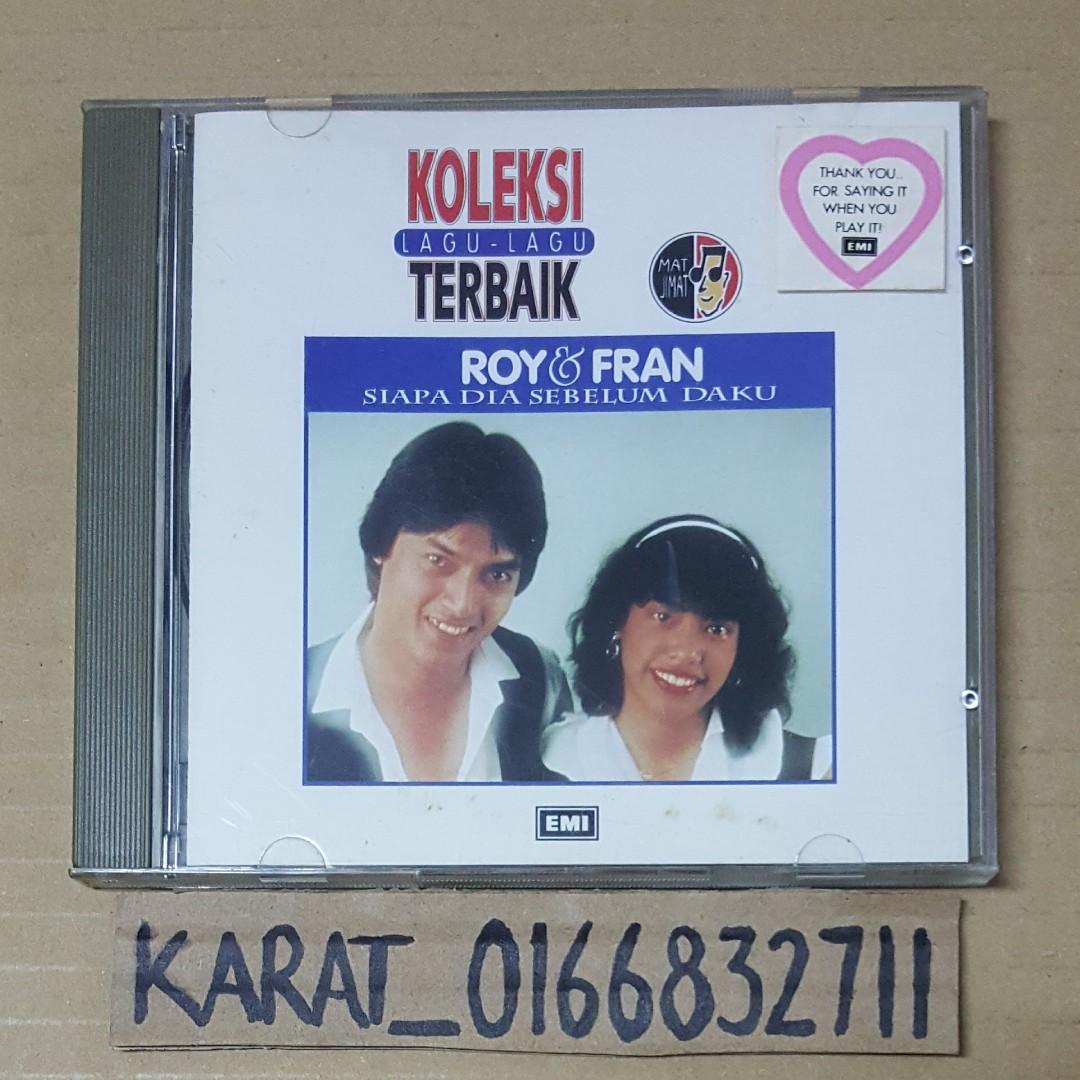 KOLEKSI
LAGU-LAGU
TERBAIK
MAT
JIMAT
THANK YOU..
FOR SAYING IT
WHEN YOU
PLAY IT!
EMI
ROY & FRAN
SIAPA DIA SEBELUM DAKU
EMI
KARAT_0166832711